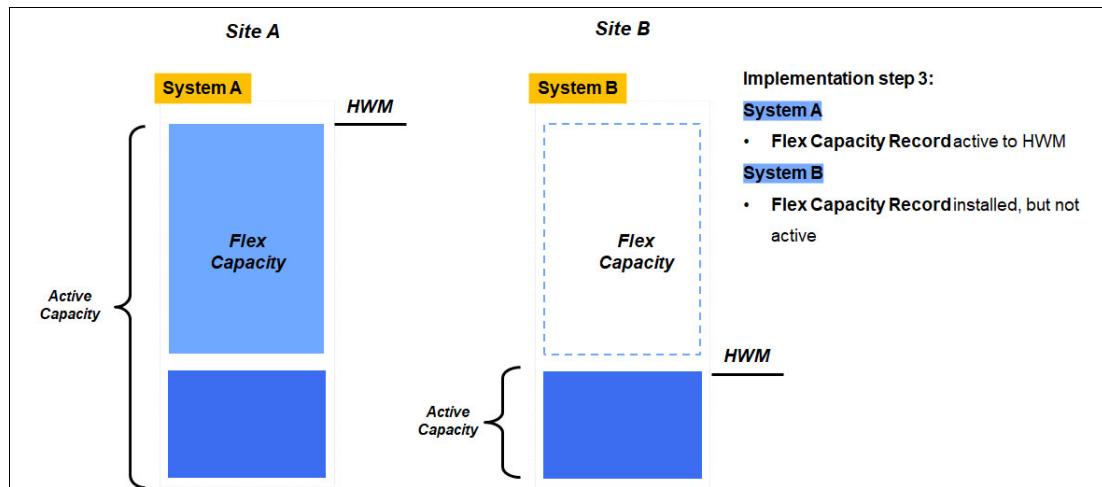 Site A
Site B
System A
System B
HWM
Flex
Capacity
Active
Capacity
Flex
Capacity
HWM
Active
Capacity
Implementation step 3:
System A
• Flex Capacity Record active to HWM
System B
• Flex Capacity Record installed, but not
active